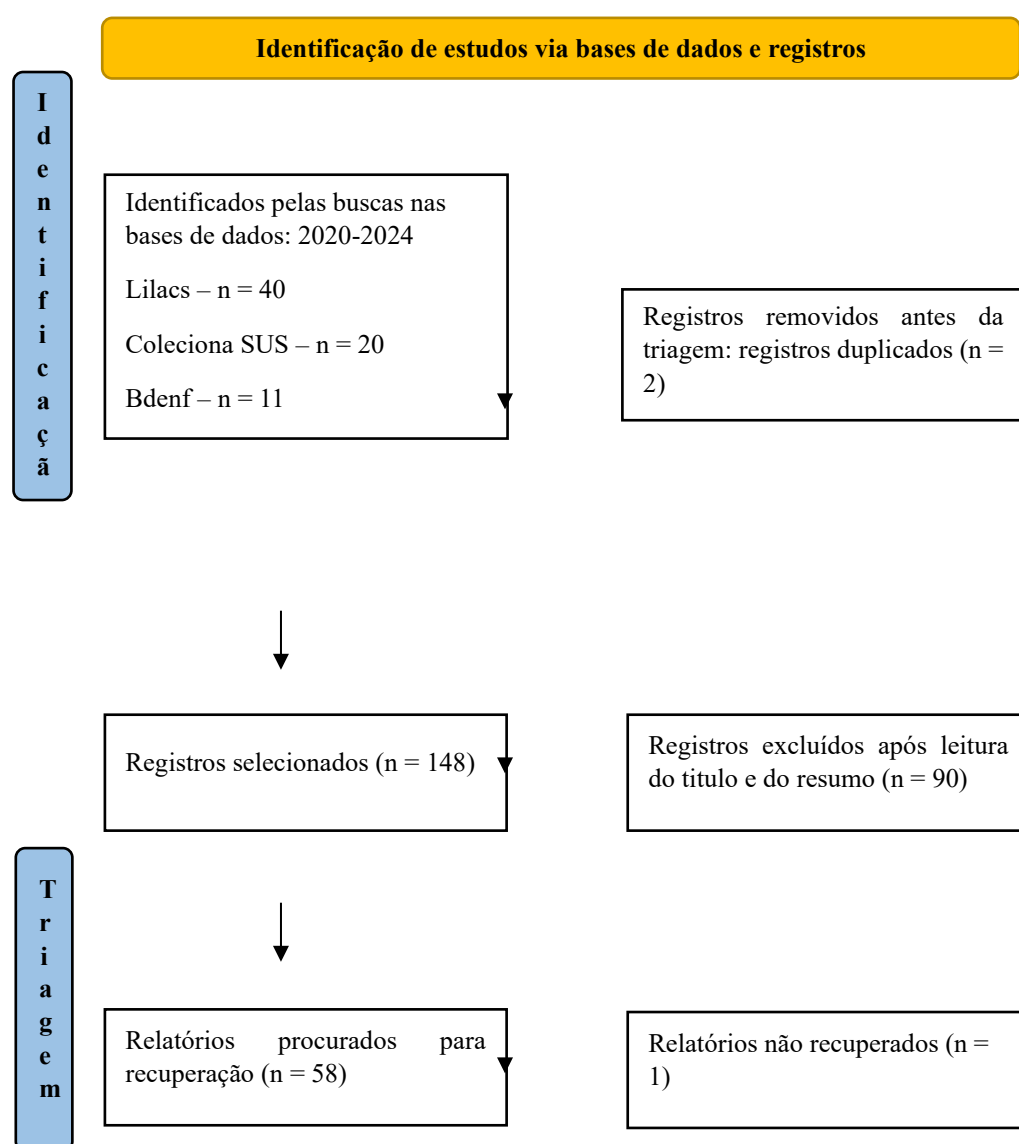 Identificação de estudos via bases de dados e registros
Identificaçã
Identificados pelas buscas nas
bases de dados: 2020-2024
Lilacs – n = 40
Coleciona SUS – n = 20
Bdenf – n = 11
Registros removidos antes da
triagem: registros duplicados (n =
2)
Registros selecionados (n = 148)
Registros excluídos após leitura
do titulo e do resumo (n = 90)
Triagem
Relatórios procurados para
recuperação (n = 58)
Relatórios não recuperados (n =
1)